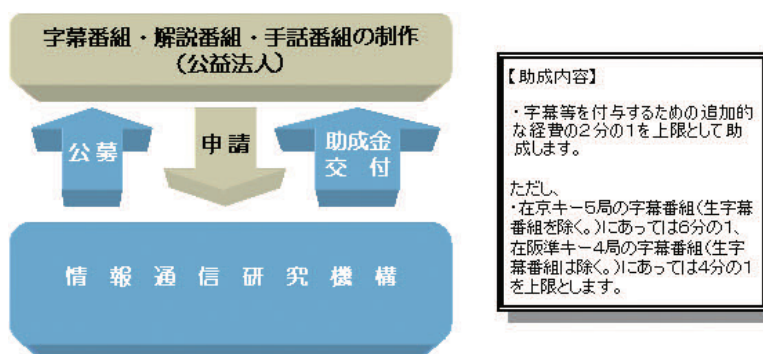 字幕番組・解説番組・手話番組の制作
(公益法人)
公募
申請
助成金
交付
情報通信研究機構
【助成内容】
・字幕等を付与するための追加的
な経費の2分の1を上限として助
成します。
ただし、
・在京キー5局の字幕番組(生字幕
番組を除く。)にあっては6分の1、
在阪準キー4局の字幕番組(生字
幕番組は除く。)にあっては4分の1
を上限とします。